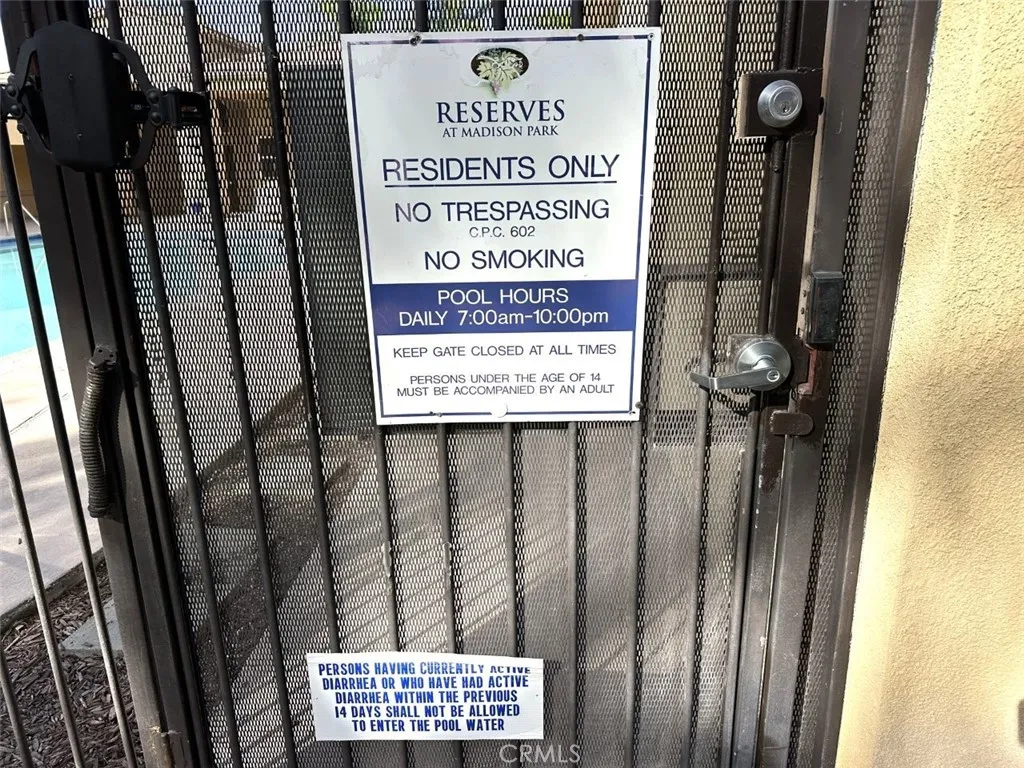 RESERVES
AT MADISON PARK
RESIDENTS ONLY
NO TRESPASSING
C.P.C. 602
NO SMOKING
POOL HOURS
DAILY 7:00am-10:00pm
KEEP GATE CLOSED AT ALL TIMES
PERSONS UNDER THE AGE OF 14
MUST BE ACCOMPANIED BY AN ADULT
PERSONS HAVING CURRENTLY ACTIVE
DIARRHEA OR WHO HAVE HAD ACTIVE
DIARRHEA WITHIN THE PREVIOUS
14 DAYS SHALL NOT BE ALLOWED
TO ENTER THE POOL WATER
CRMLS